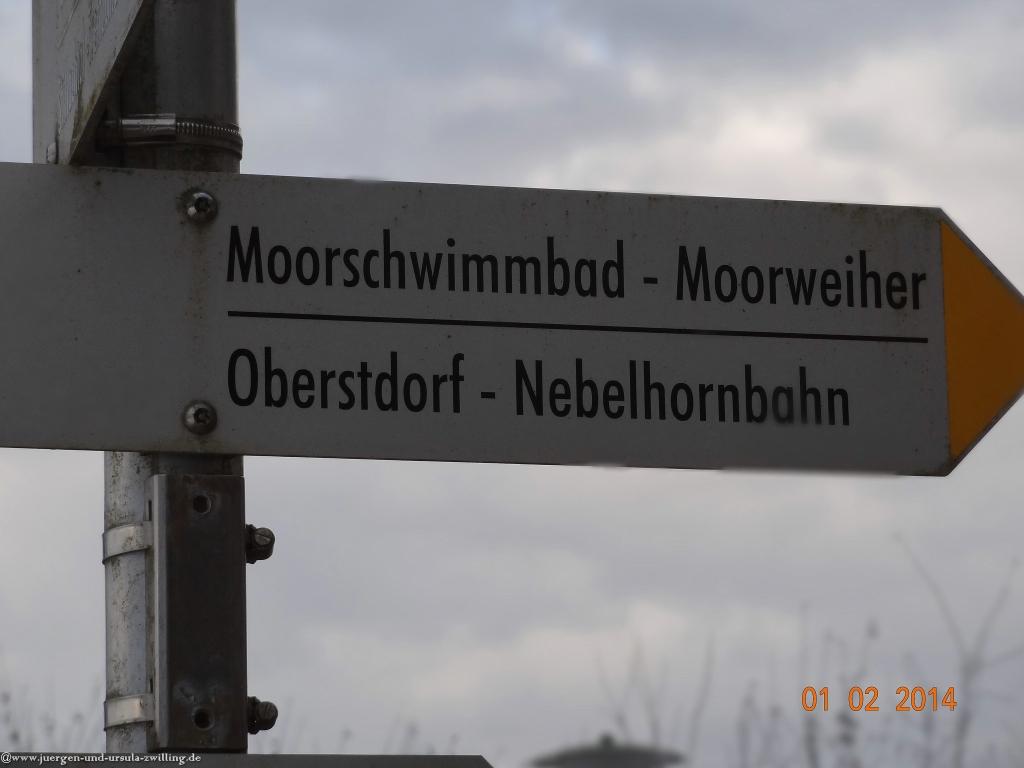 Moorschwimmbad - Moorweiher
Oberstdorf - Nebelhornbahn
01 02 2014
@www.juergen-und-ursula-zwilling.de